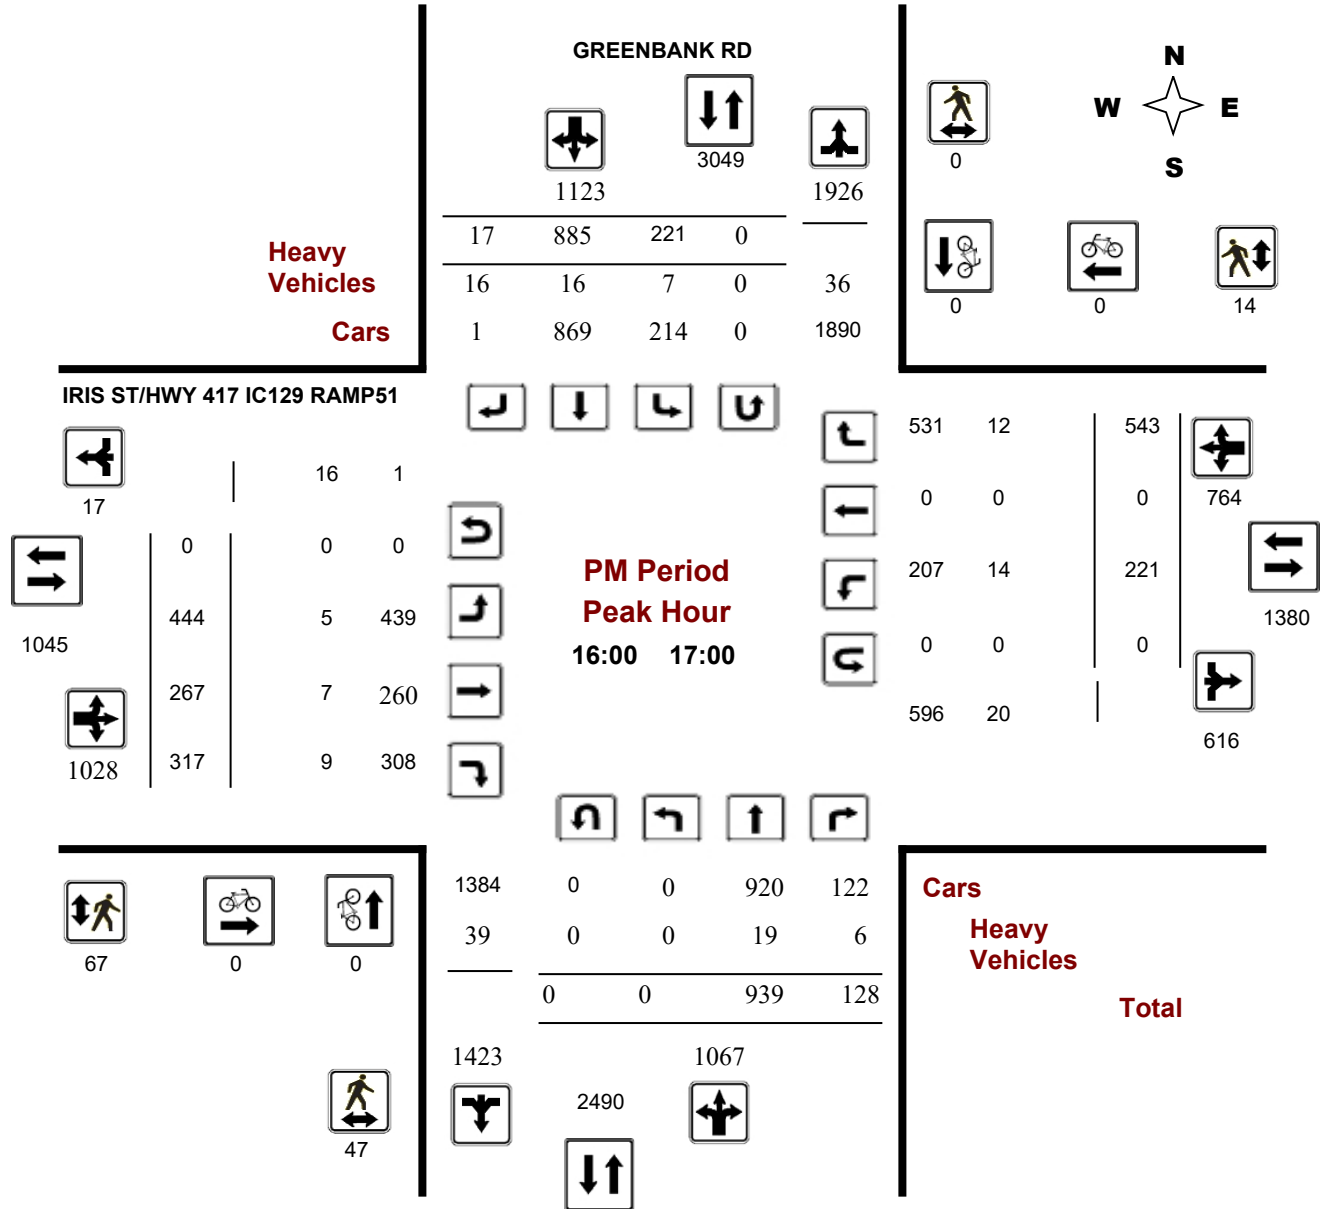 GREENBANK RD
N
W E
S
3049
0
1123 1926
17 885 221 0
Heavy
Vehicles 16 16 7 0 36
0 0 14
Cars 1 869 214 0 1890
IRIS ST/HWY 417 IC129 RAMP51
531 12 543
16 1
17
0 0 0 764
0 0 0
PM Period
207 14 221
Peak Hour
444 5 439 1380
1045
16:00 17:00
0 0 0
267 7 260
596 20
616
1028 317 9 308
1384 0 0 920 122 Cars
39 0 0 19 6 Heavy
Vehicles
67 0 0
0 0 939 128 Total
1423 1067
2490
47